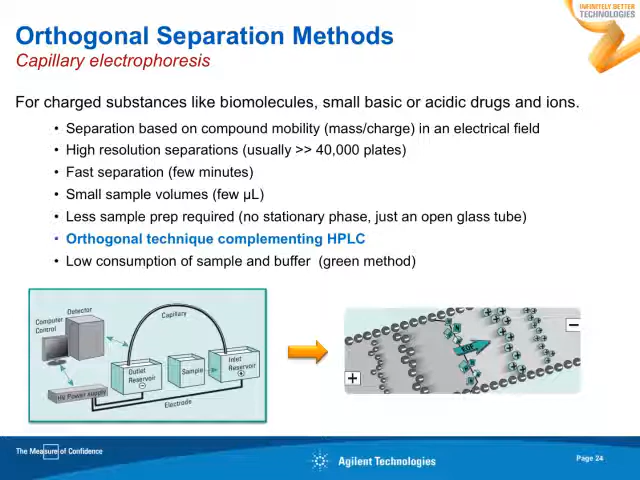 INFINITELY BETTER
TECHNOLOGIES
Orthogonal Separation Methods
Capillary electrophoresis
For charged substances like biomolecules, small basic or acidic drugs and ions.
• Separation based on compound mobility (mass/charge) in an electrical field
• High resolution separations (usually >> 40,000 plates)
• Fast separation (few minutes)
• Small sample volumes (few µL)
• Less sample prep required (no stationary phase, just an open glass tube)
• Orthogonal technique complementing HPLC
• Low consumption of sample and buffer (green method)
Detector
Computer
Control
Capillary
Outlet
Reservoir
Sample
Inlet
Reservoir
Hv Power supply
Electrode
EOF
The Measure of Confidence
Agilent Technologies
Page 24